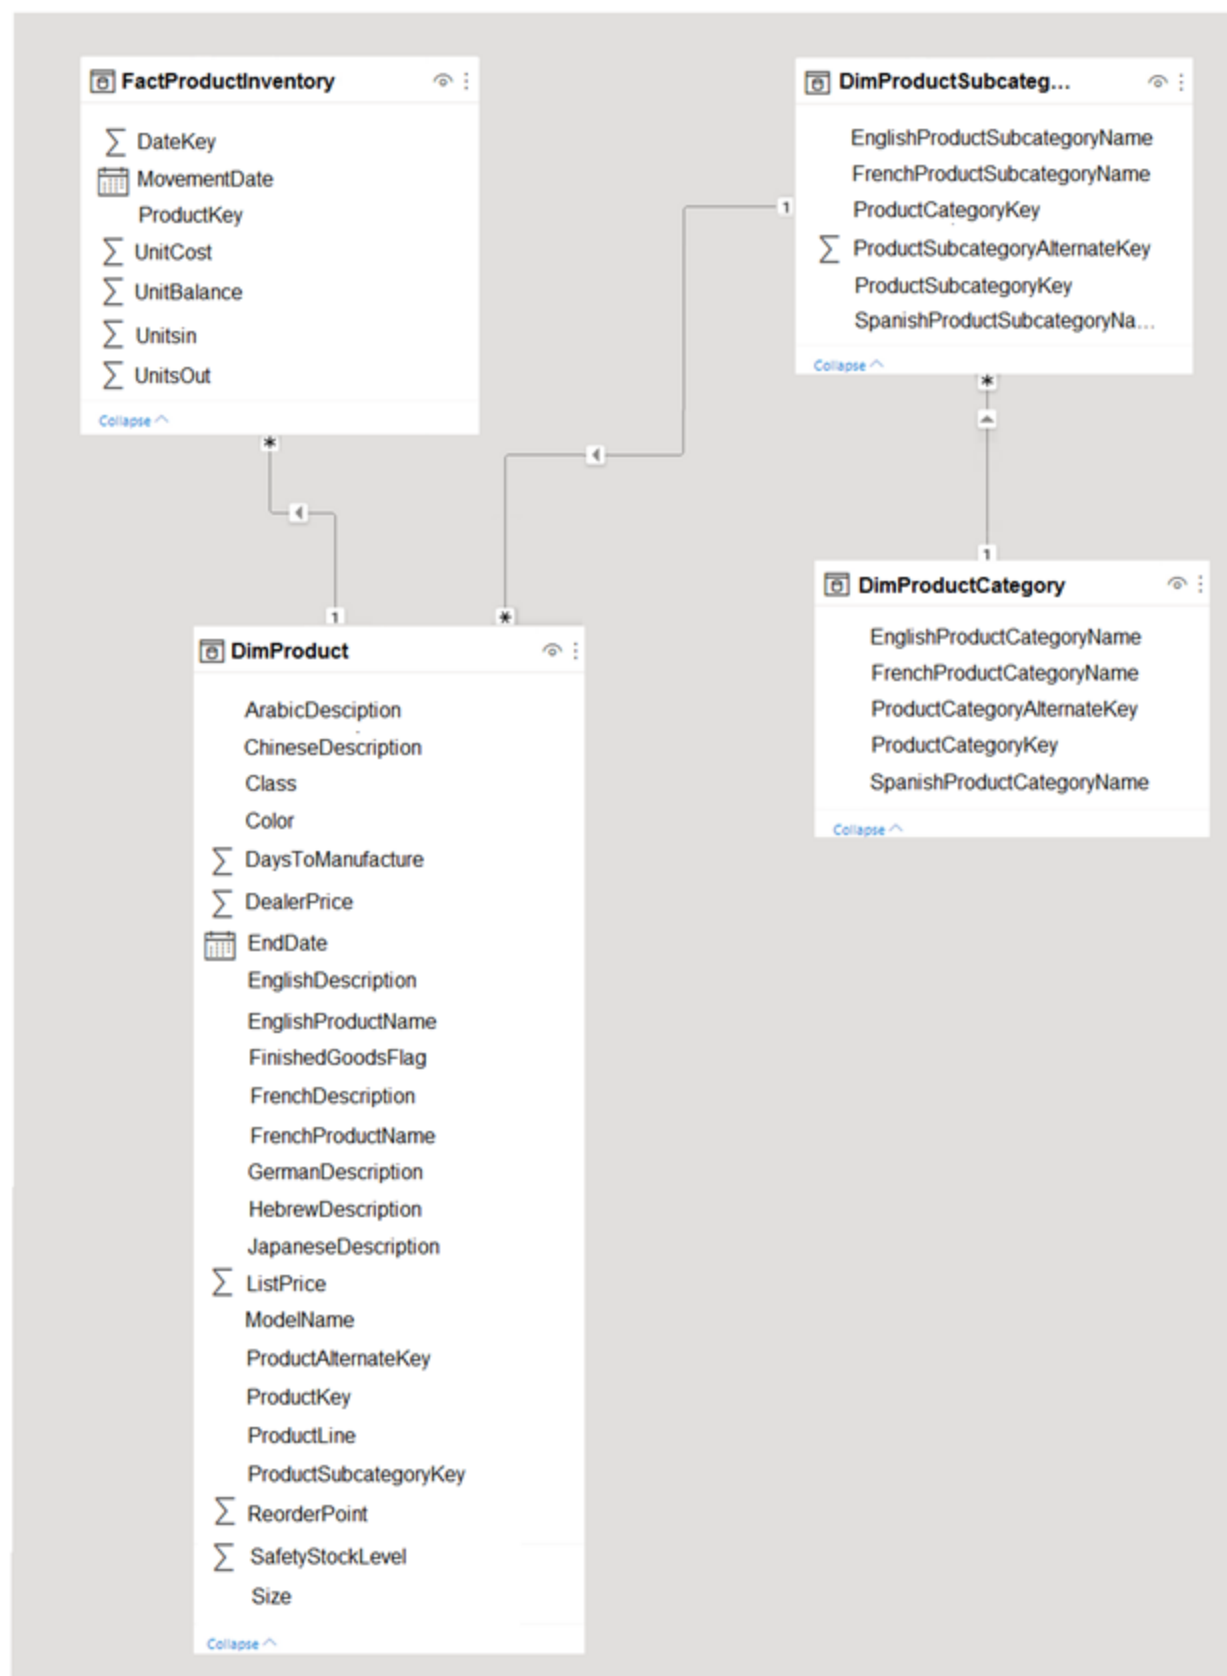 FactProductInventory
DateKey
MovementDate
ProductKey
UnitCost
UnitBalance
Unitsin
UnitsOut
Collapse
*
1
DimProductSubcateg...
EnglishProductSubcategoryName
FrenchProductSubcategoryName
ProductCategoryKey
ProductSubcategoryAlternateKey
ProductSubcategoryKey
SpanishProductSubcategoryNa...
Collapse
1
*
*
1
DimProductCategory
EnglishProductCategoryName
FrenchProductCategoryName
ProductCategoryAlternateKey
ProductCategoryKey
SpanishProductCategoryName
Collapse
DimProduct
ArabicDesciption
ChineseDescription
Class
Color
DaysToManufacture
DealerPrice
EndDate
EnglishDescription
EnglishProductName
FinishedGoodsFlag
FrenchDescription
FrenchProductName
GermanDescription
HebrewDescription
JapaneseDescription
ListPrice
ModelName
ProductAlternateKey
ProductKey
ProductLine
ProductSubcategoryKey
ReorderPoint
SafetyStockLevel
Size
Collapse